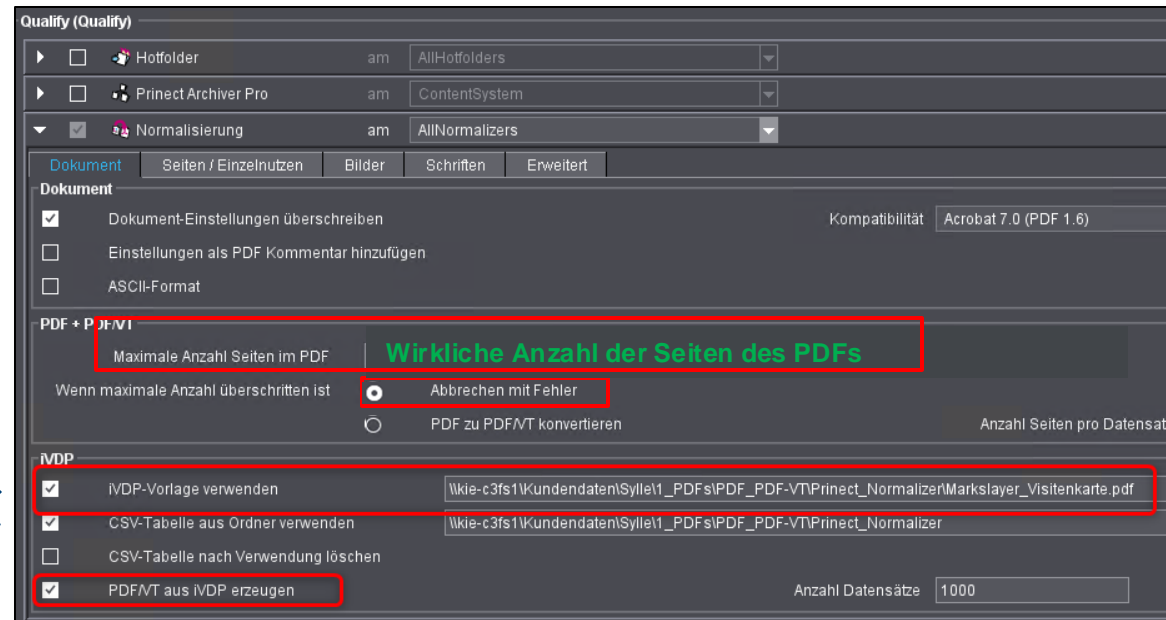 Qualify (Qualify)
Hotfolder am AllHotfolders
Prinect Archiver Pro am ContentSystem
Normalisierung am AllNormalizers
Dokument Seiten / Einzelnutzen Bilder Schriften Erweitert
Dokument
Dokument-Einstellungen überschreiben Kompatibilität Acrobat 7.0 (PDF 1.6)
Einstellungen als PDF Kommentar hinzufügen
ASCII-Format
PDF + PDF/VT
Maximale Anzahl Seiten im PDF Wirkliche Anzahl der Seiten des PDFs
Wenn maximale Anzahl überschritten ist Abbrechen mit Fehler
PDF zu PDF/VT konvertieren Anzahl Seiten pro Datensat
iVDP
iVDP-Vorlage verwenden \\kie-c3fs1\Kundendaten\Sylle\1_PDFs\PDF_PDF-VT\Prinect_Normalizer\Markslayer_Visitenkarte.pdf
CSV-Tabelle aus Ordner verwenden \\kie-c3fs1\Kundendaten\Sylle\1_PDFs\PDF_PDF-VT\Prinect_Normalizer
CSV-Tabelle nach Verwendung löschen
PDF/VT aus iVDP erzeugen Anzahl Datensätze 1000